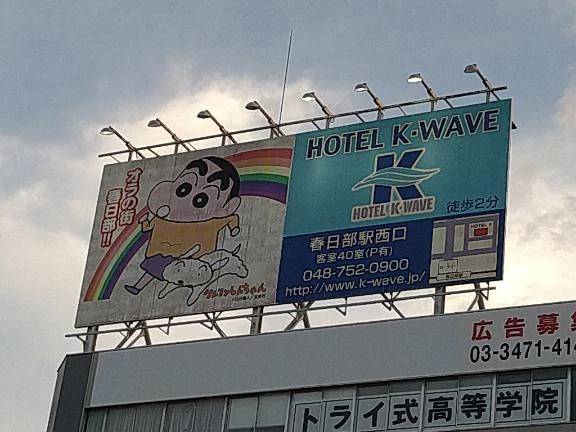 オラの街
春日部!!
クレヨンしんちゃん
HOTEL K-WAVE
K
HOTEL K-WAVE
徒歩2分
春日部駅西口
客室40室(P有)
048-752-0900
http://www.k-wave.jp/
HOTEL K
広告募集
03-3471-414
トライ式高等学院